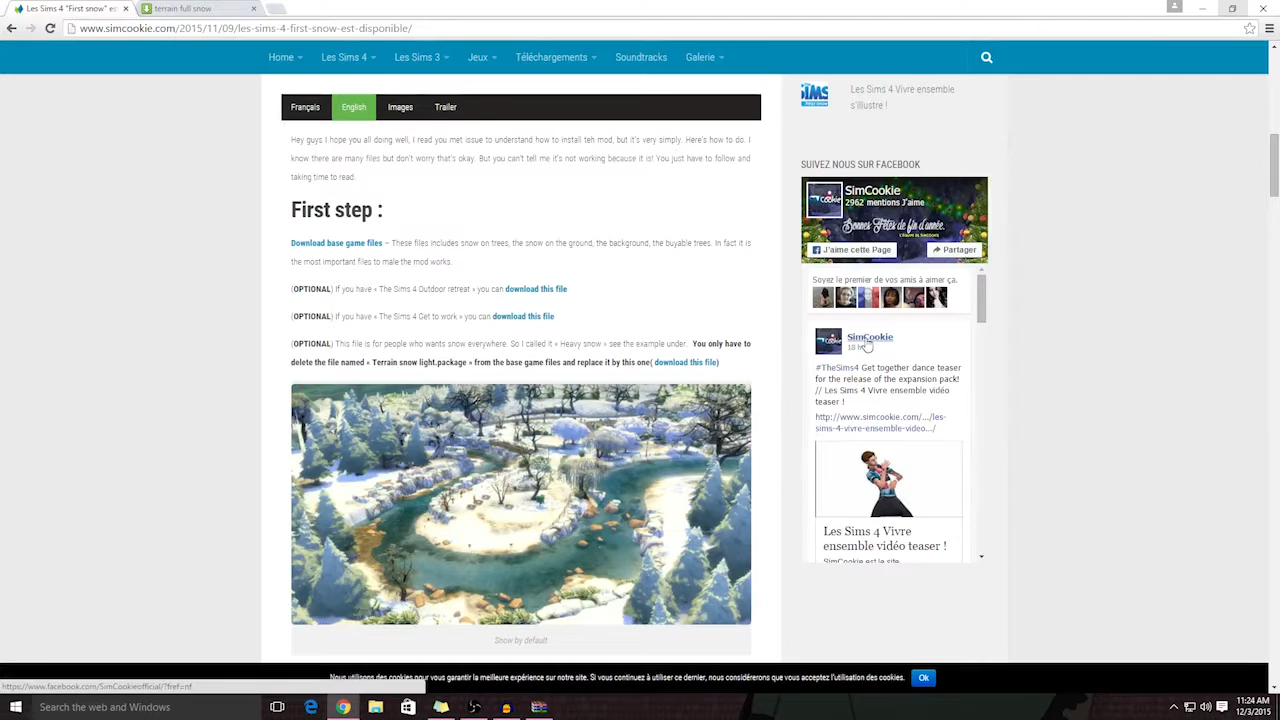 Les Sims 4 "First snow" es
terrain full snow
www.simcookie.com/2015/11/09/les-sims-4-first-snow-est-disponible/
Home Les Sims 4 Les Sims 3 Jeux Téléchargements Soundtracks Galerie
Français English Images Trailer
Hey guys I hope you all doing well, I read you met issue to understand how to install teh mod, but it's very simply. Here's how to do. I
know there are many files but don't worry that's okay. But you can't tell me it's not working because it is! You just have to follow and
taking time to read.
First step :
Download base game files – These files includes snow on trees, the snow on the ground, the background, the buyable trees. In fact it is
the most important files to male the mod works.
(OPTIONAL) If you have « The Sims 4 Outdoor retreat » you can download this file
(OPTIONAL) If you have « The Sims 4 Get to work » you can download this file
(OPTIONAL) This file is for people who wants snow everywhere. So I called it « Heavy snow » see the example under. You only have to
delete the file named « Terrain snow light.package » from the base game files and replace it by this one( download this file)
Snow by default
SIMS
Les Sims 4 Vivre ensemble
s'illustre !
SUIVEZ NOUS SUR FACEBOOK
SimCookie
2962 mentions J'aime
Bonnes Fêtes de fin d'année.
J'aime cette Page Partager
Soyez le premier de vos amis à aimer ça.
SimCookie
18 h
#TheSims4 Get together dance teaser
for the release of the expansion pack!
// Les Sims 4 Vivre ensemble vidéo
teaser !
http://www.simcookie.com/.../les-
sims-4-vivre-ensemble-video.../
Les Sims 4 Vivre
ensemble vidéo teaser !
SimCookie est le site
Nous utilisons des cookies pour vous garantir la meilleure expérience sur notre site. Si vous continuez à utiliser ce dernier, nous considérerons que vous acceptez l'utilisation des cookies. Ok
https://www.facebook.com/SimCookieofficial/?fref=nf
Search the web and Windows
11:24 AM
12/3/2015